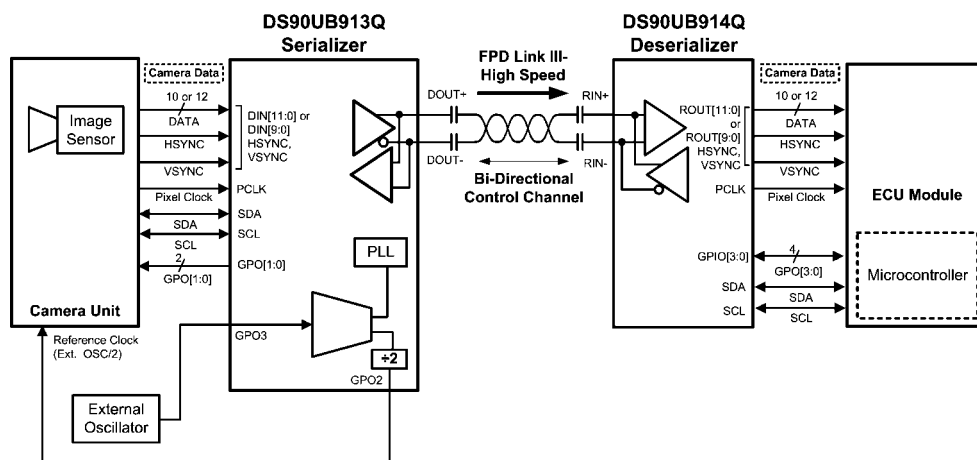 DS90UB913Q
Serializer
DS90UB914Q
Deserializer
Camera Data
FPD Link III-
High Speed
Camera Data
Image
Sensor
10 or 12
DATA
HSYNC
VSYNC
Pixel Clock
SDA
SCL
2
GPO[1:0]
Camera Unit
DIN[11:0] or
DIN[9:0]
HSYNC,
VSYNC
PCLK
SDA
SCL
GPO[1:0]
PLL
GPO3
÷2
GPO2
DOUT+
DOUT-
RIN+
RIN-
Bi-Directional
Control Channel
ROUT[11:0]
or
ROUT[9:0]
HSYNC,
VSYNC
PCLK
GPIO[3:0]
SDA
SCL
10 or 12
DATA
HSYNC
VSYNC
Pixel Clock
4
GPO[3:0]
SDA
SCL
ECU Module
Microcontroller
Reference Clock
(Ext. OSC/2)
External
Oscillator